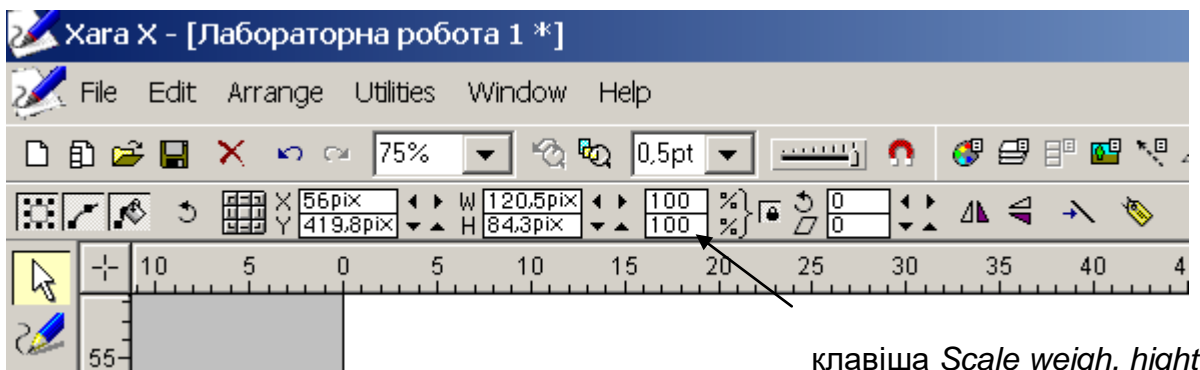 Xara X - [Лабораторна робота 1 *]
File Edit Arrange Utilities Window Help
75% 0,5pt
X 56pix W 120,5pix 100 % 0
Y 419,8pix H 84,3pix 100 % 0
10 5 0 5 10 15 20 25 30 35 40 4
55
клавіша Scale weigh, hight